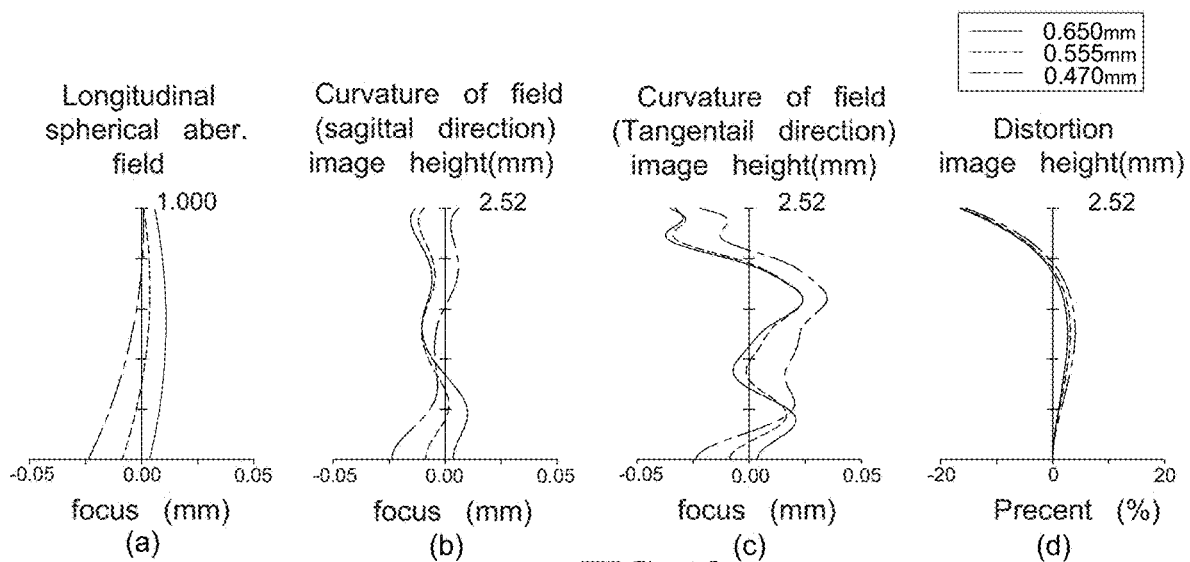 0.650mm
0.555mm
0.470mm
Longitudinal
spherical aber.
field
1.000
-0.05
0.00
0.05
focus (mm)
(a)
Curvature of field
(sagittal direction)
image height(mm)
2.52
-0.05
0.00
0.05
focus (mm)
(b)
Curvature of field
(Tangentail direction)
image height(mm)
2.52
-0.05
0.00
0.05
focus (mm)
(c)
Distortion
image height(mm)
2.52
-20
0
20
Precent (%)
(d)